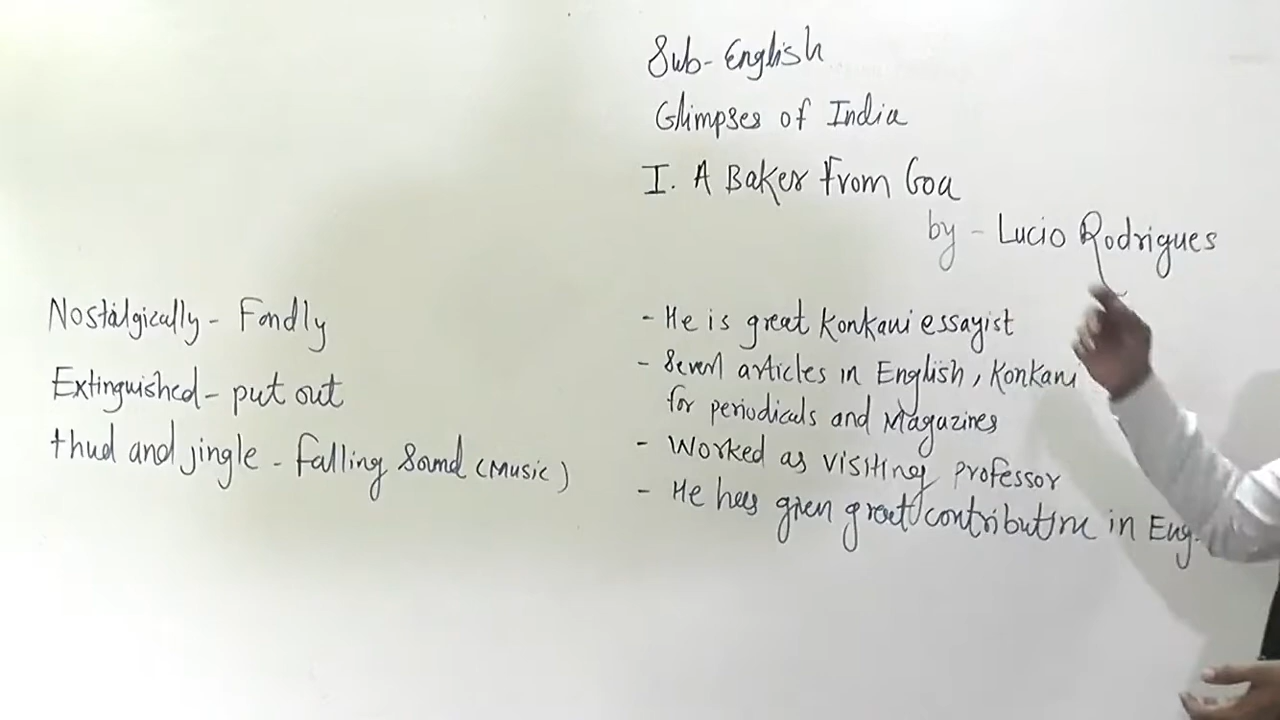 Sub- English
Glimpses of India
I. A Baker From Goa
by - Lucio Rodrigues
Nostalgically - Fondly
Extinguished - put out
thud and jingle - falling sound (Music)
- He is great Konkani essayist
- Severl articles in English, Konkani
for periodicals and Magazines
- Worked as visiting professor
- He has given great contribution in Eng.